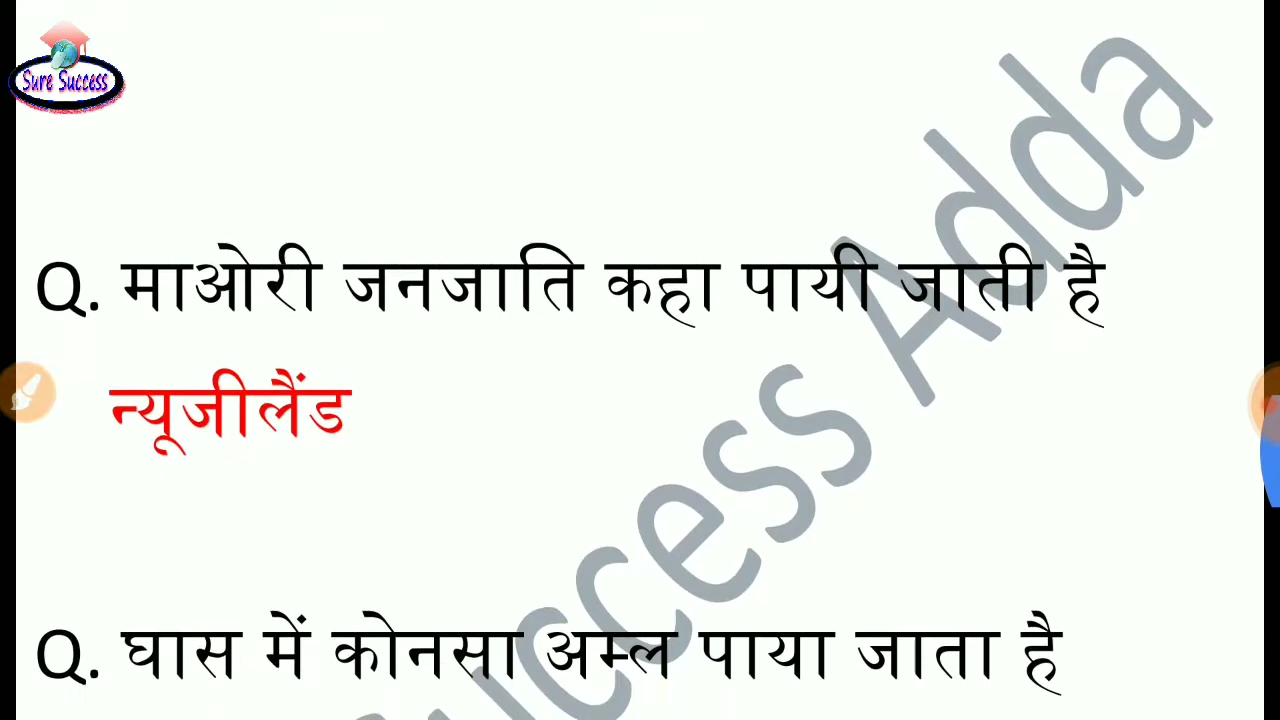 Sure Success
Q. माओरी जनजाति कहा पायी जाती है
न्यूजीलैंड
Q. घास में कोनसा अम्ल पाया जाता है
Success Adda